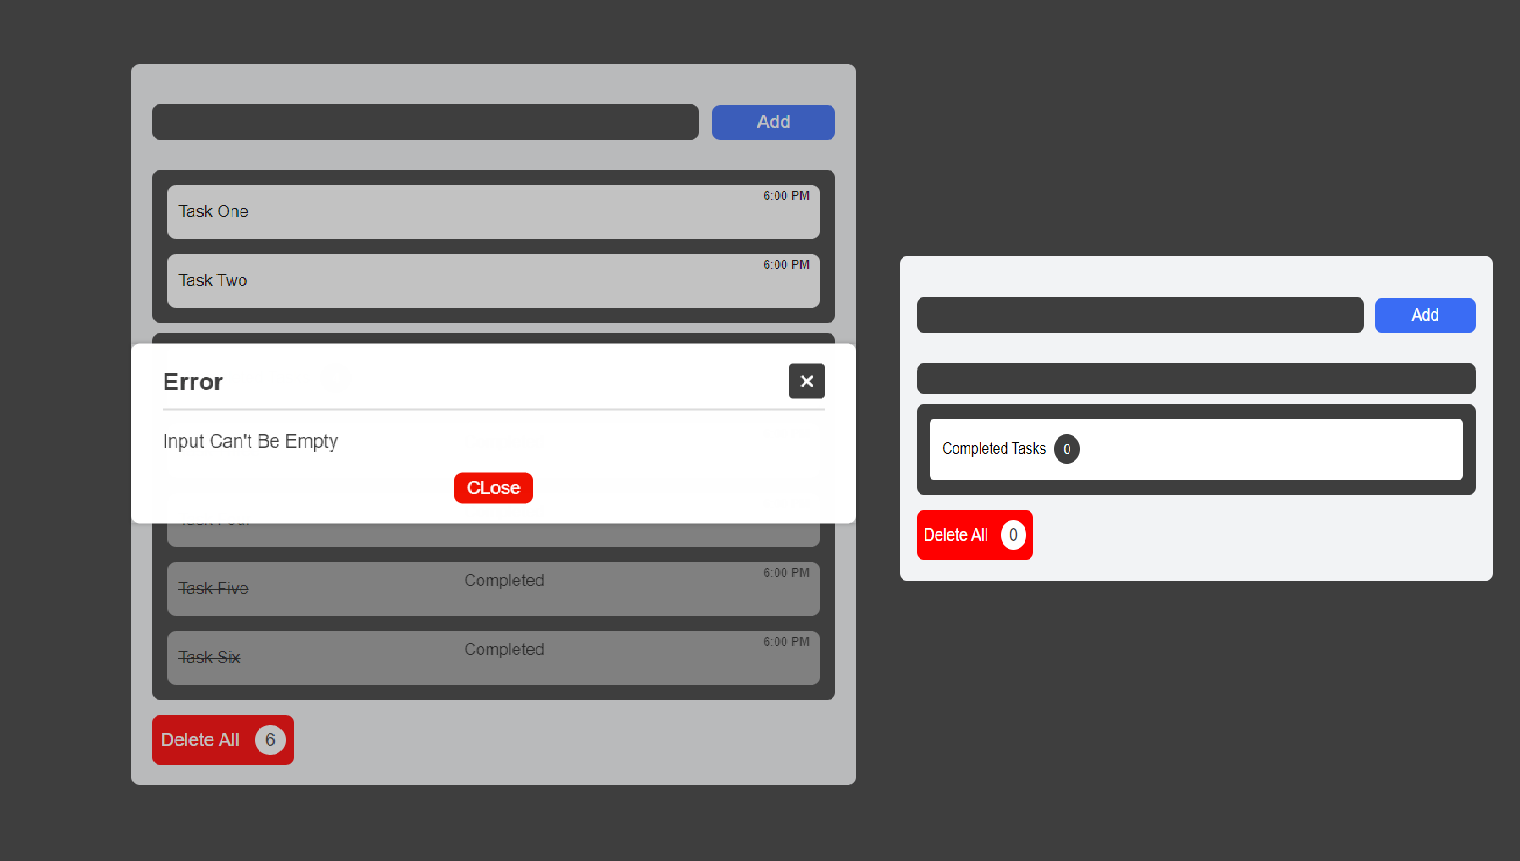 Add
6:00 PM
Task One
6:00 PM
Task Two
Error
Input Can't Be Empty
CLose
6:00 PM
Completed
Task Five
6:00 PM
Completed
Task Six
Delete All 6
Add
Completed Tasks 0
Delete All 0